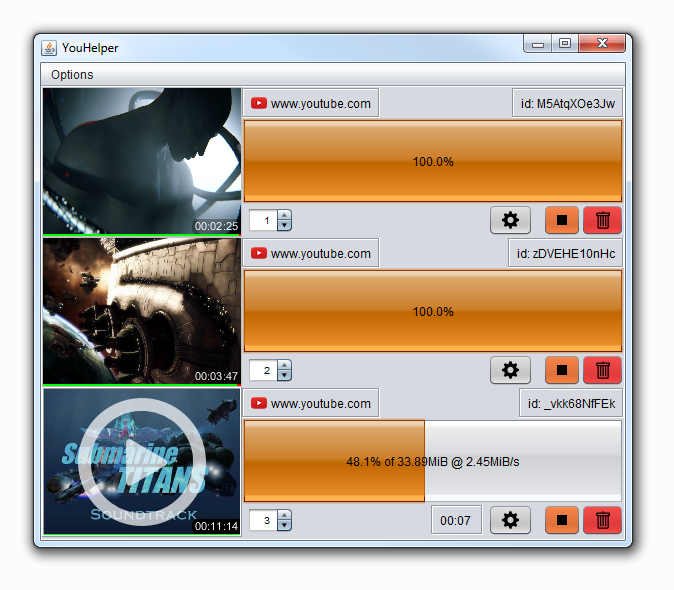 YouHelper
Options
www.youtube.com
id: M5AtqXOe3Jw
100.0%
00:02:25
1
www.youtube.com
id: zDVEHE10nHc
100.0%
00:03:47
2
www.youtube.com
id: _vkk68NfFEk
Submarine
TITANS
SOUNDTRACK
48.1% of 33.89MiB @ 2.45MiB/s
00:11:14
3
00:07